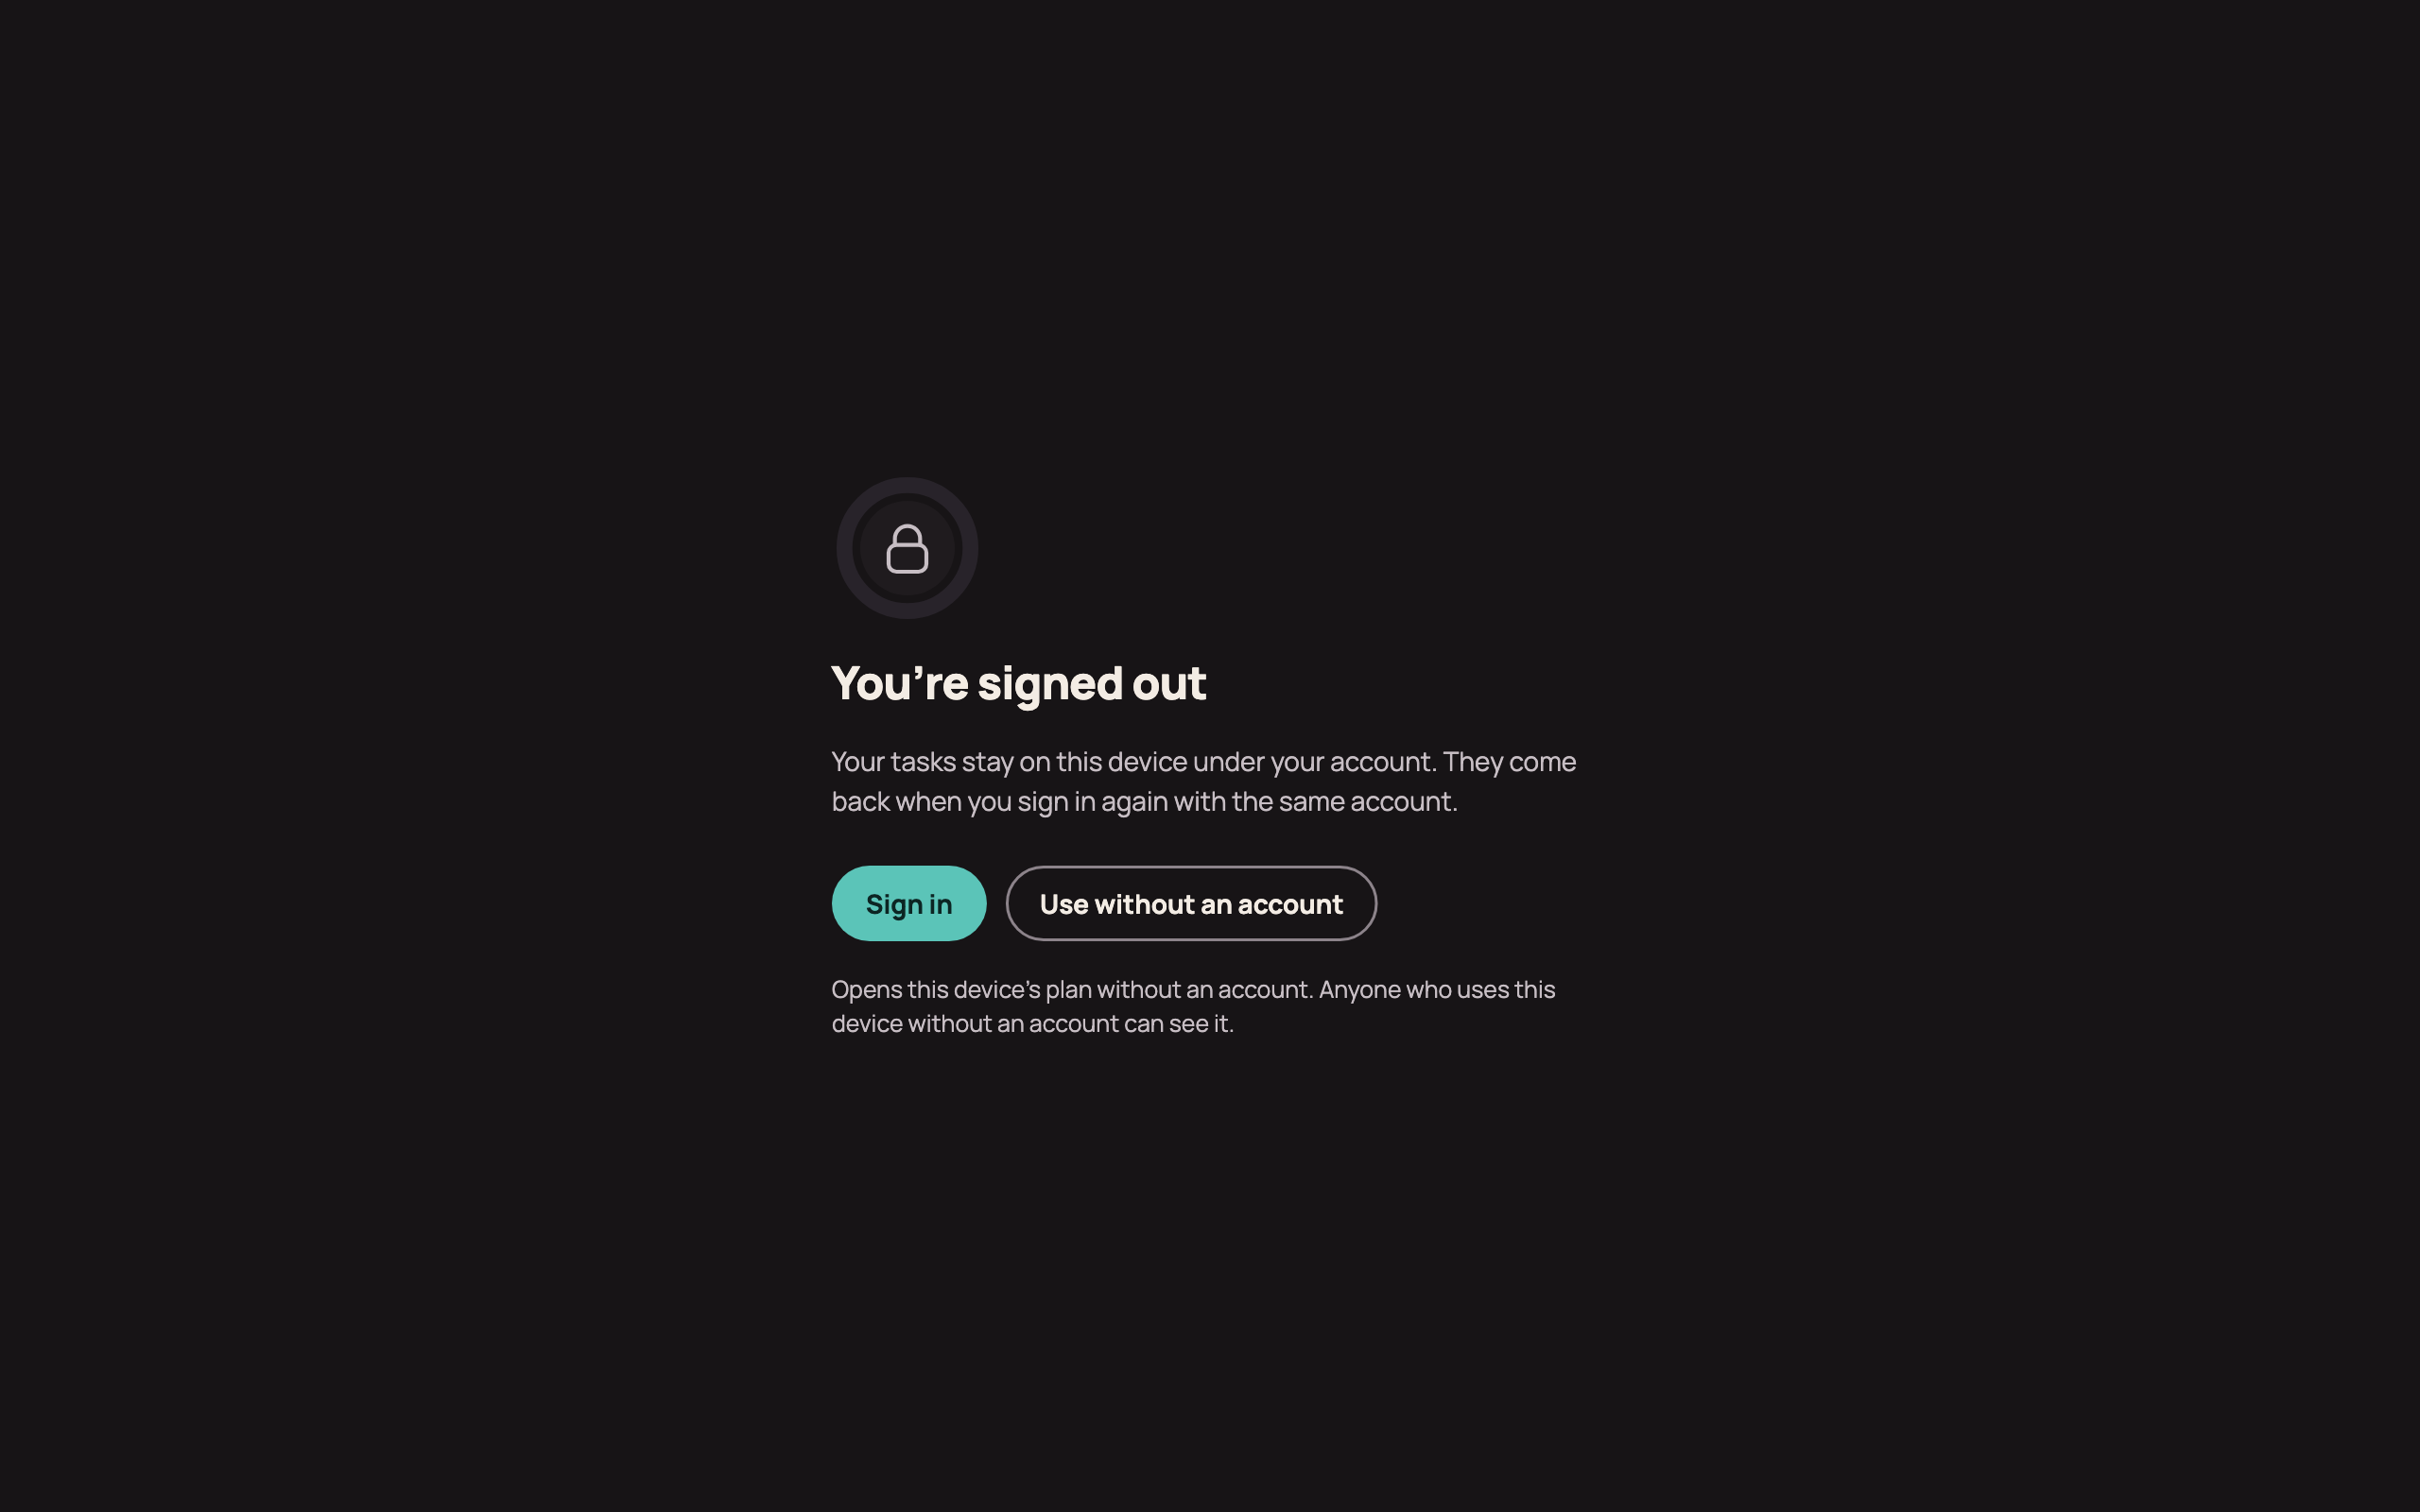 You’re signed out
Your tasks stay on this device under your account. They come
back when you sign in again with the same account.
Sign in
Use without an account
Opens this device’s plan without an account. Anyone who uses this
device without an account can see it.